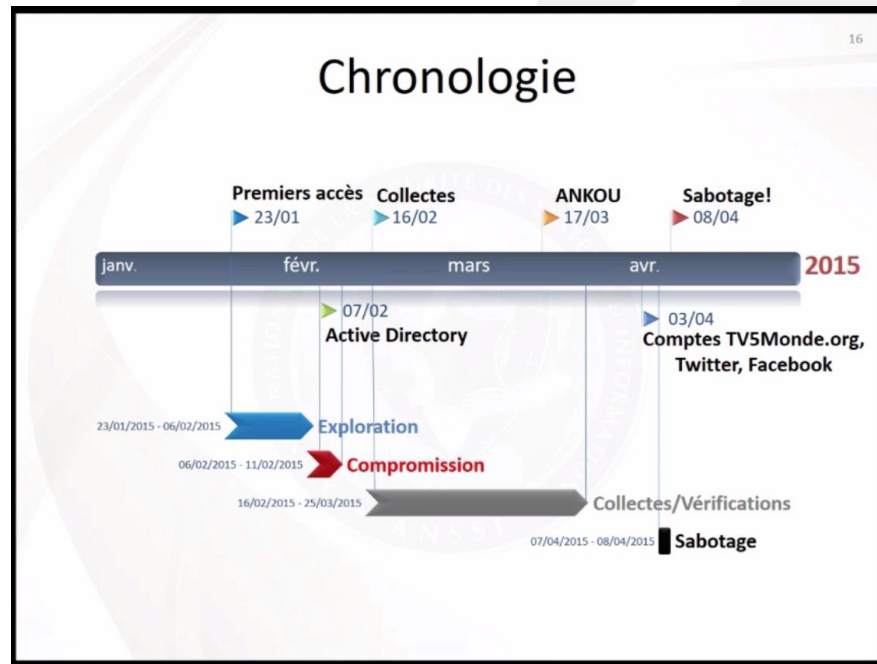 16
Chronologie
Premiers accès
23/01
Collectes
16/02
ANKOU
17/03
Sabotage!
08/04
janv.
févr.
mars
avr.
2015
07/02
Active Directory
03/04
Comptes TV5Monde.org,
Twitter, Facebook
23/01/2015 - 06/02/2015
Exploration
06/02/2015 - 11/02/2015
Compromission
16/02/2015 - 25/03/2015
Collectes/Vérifications
07/04/2015 - 08/04/2015
Sabotage
ANSSI